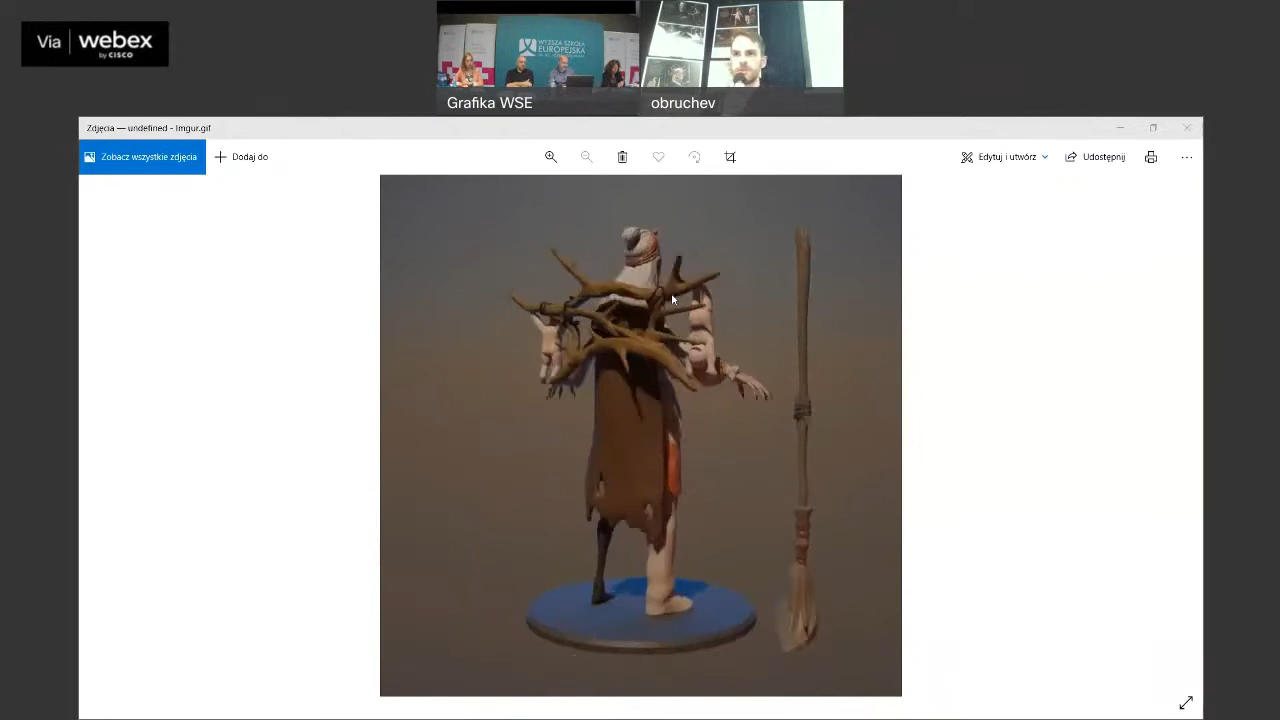 Via webex
by CISCO
WYŻSZA SZKOŁA
EUROPEJSKA
Grafika WSE
obruchev
Zdjęcia — undefined - Imgur.gif
Zobacz wszystkie zdjęcia
Dodaj do
Edytuj i utwórz
Udostępnij